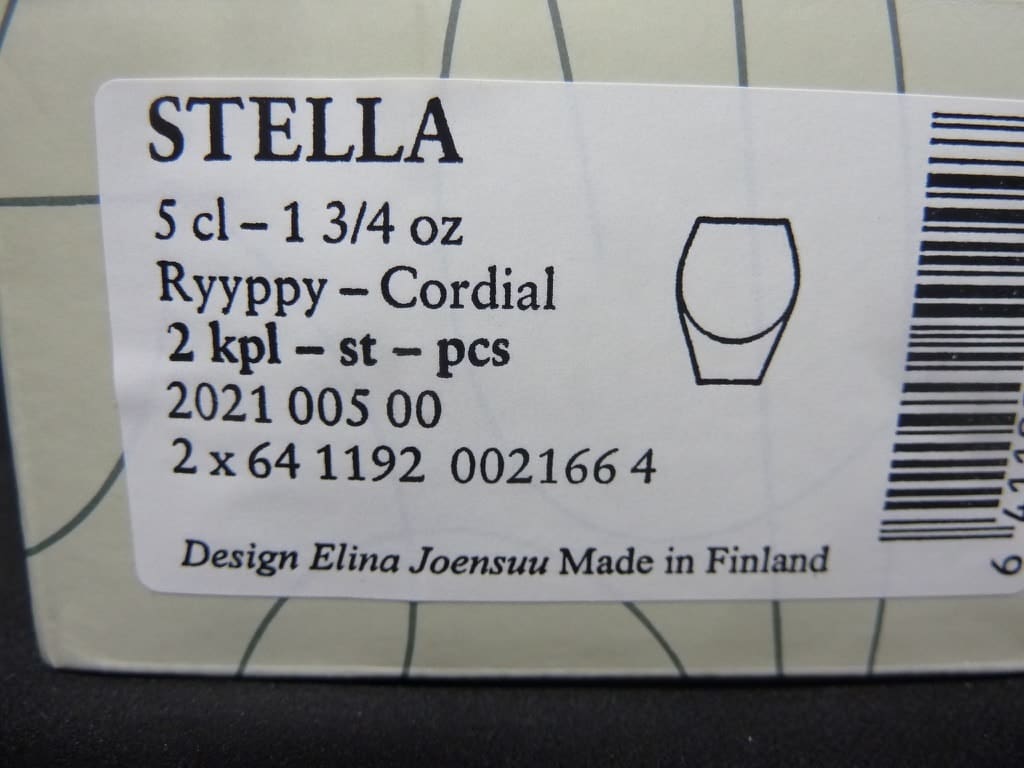 STELLA
5 cl – 1 3/4 oz
Ryyppy – Cordial
2 kpl – st – pcs
2021 005 00
2 x 64 1192 002166 4
Design Elina Joensuu Made in Finland